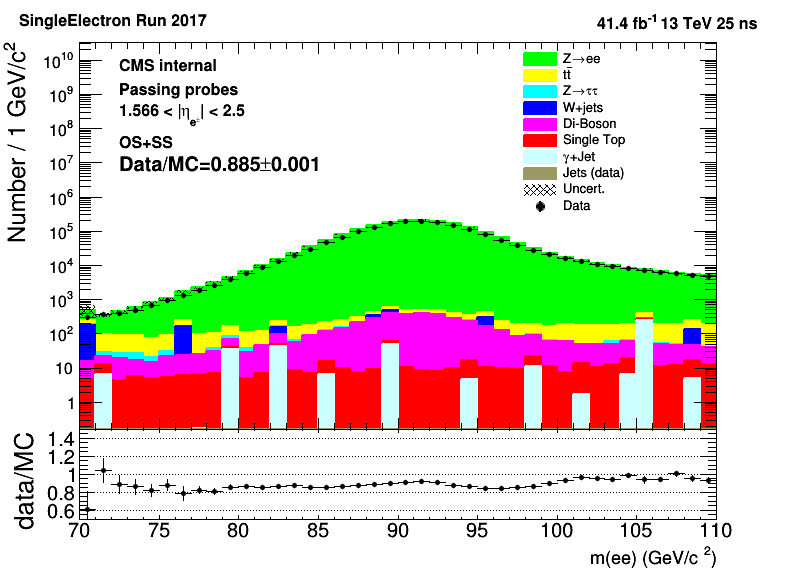 SingleElectron Run 2017
41.4 fb⁻¹ 13 TeV 25 ns
Number / 1 GeV/c²
10¹⁰
10⁹
10⁸
10⁷
10⁶
10⁵
10⁴
10³
10²
10
1
CMS internal
Passing probes
1.566 < |η_e±| < 2.5
OS+SS
Data/MC=0.885±0.001
Z→ee
tt̄
Z→ττ
W+jets
Di-Boson
Single Top
γ+Jet
Jets (data)
Uncert.
Data
data/MC
1.4
1.2
1
0.8
0.6
70 75 80 85 90 95 100 105 110
m(ee) (GeV/c ²)